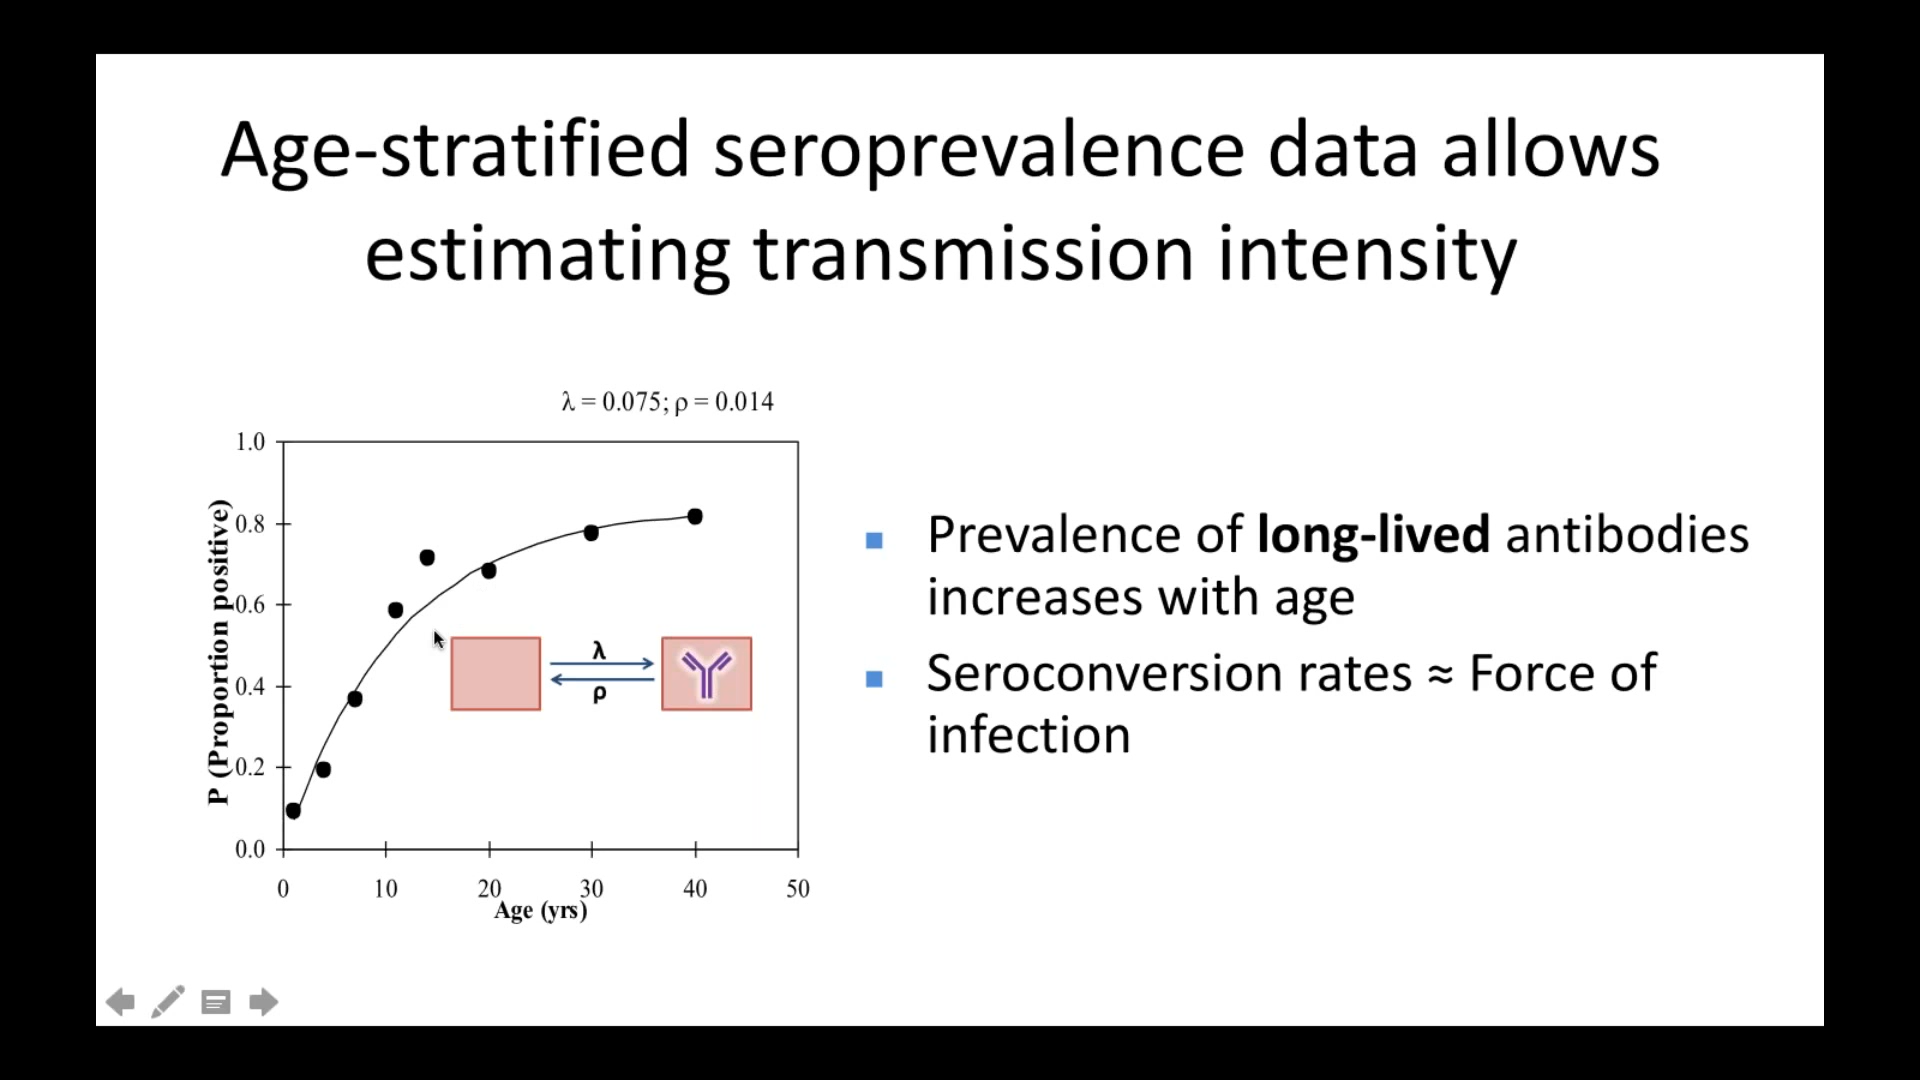 Age-stratified seroprevalence data allows
estimating transmission intensity
λ = 0.075; ρ = 0.014
P (Proportion positive)
1.0
0.8
0.6
0.4
0.2
0.0
λ
ρ
0 10 20 30 40 50
Age (yrs)
■ Prevalence of long-lived antibodies
increases with age
■ Seroconversion rates ≈ Force of
infection